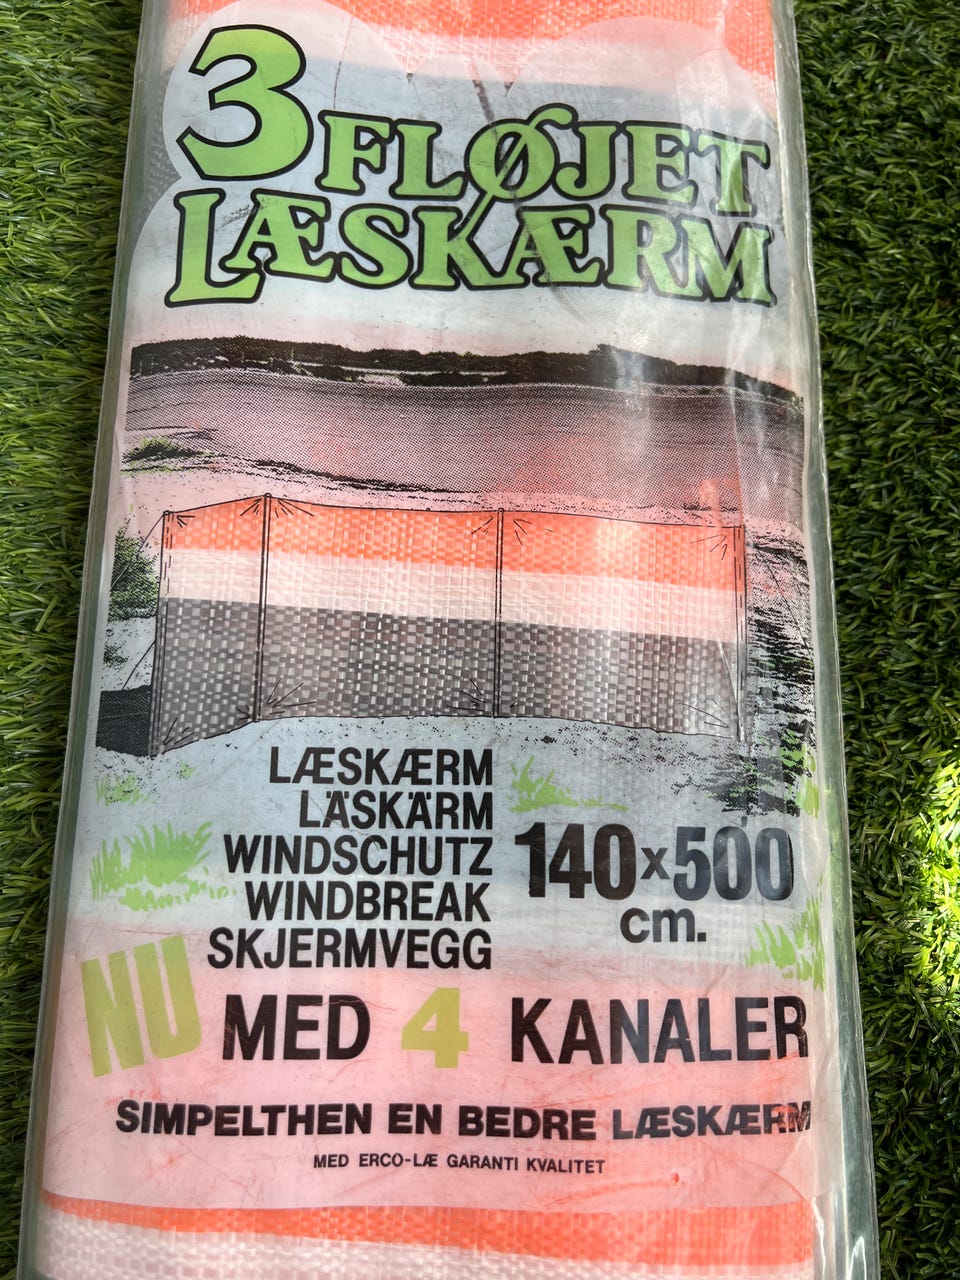 3 FLØJET
LÆSKÆRM
LÆSKÆRM
LÄSKÄRM
WINDSCHUTZ
WINDBREAK
SKJERMVEGG
140x500
cm.
NU MED 4 KANALER
SIMPELTHEN EN BEDRE LÆSKÆRM
MED ERCO-LÆ GARANTI KVALITET